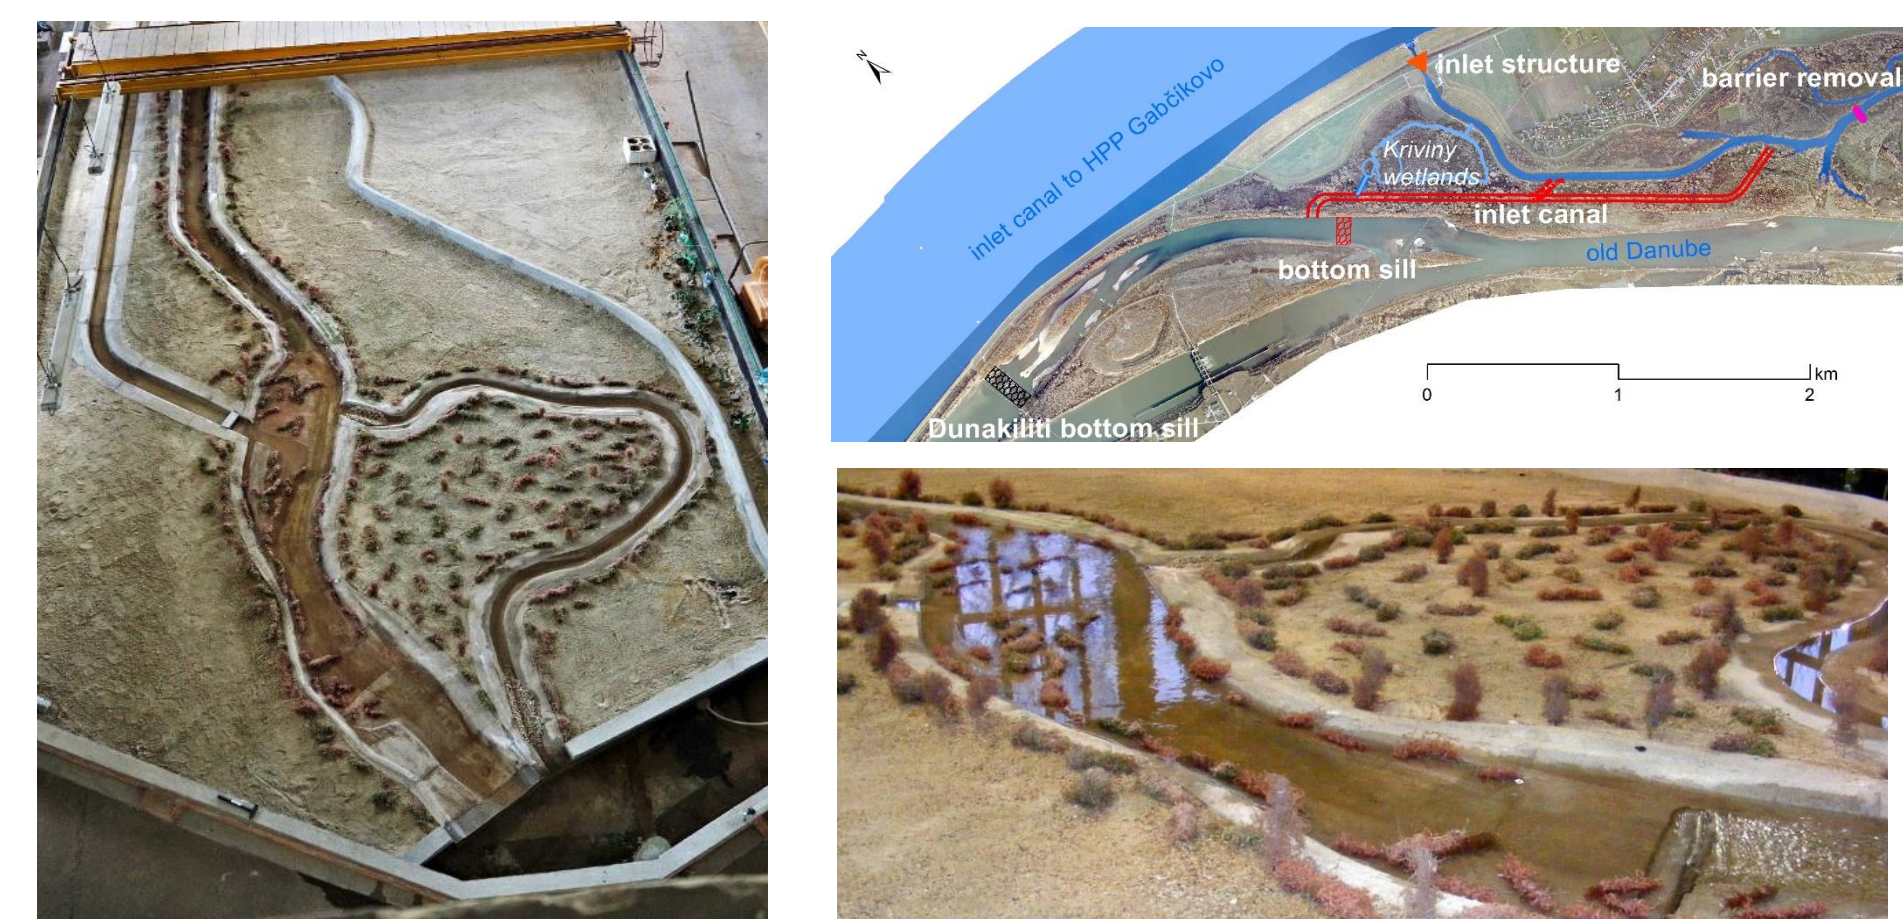 N
inlet structure
barrier removal
inlet canal to HPP Gabčíkovo
Kriviny
wetlands
inlet canal
old Danube
bottom sill
km
0 1 2
Dunakiliti bottom sill